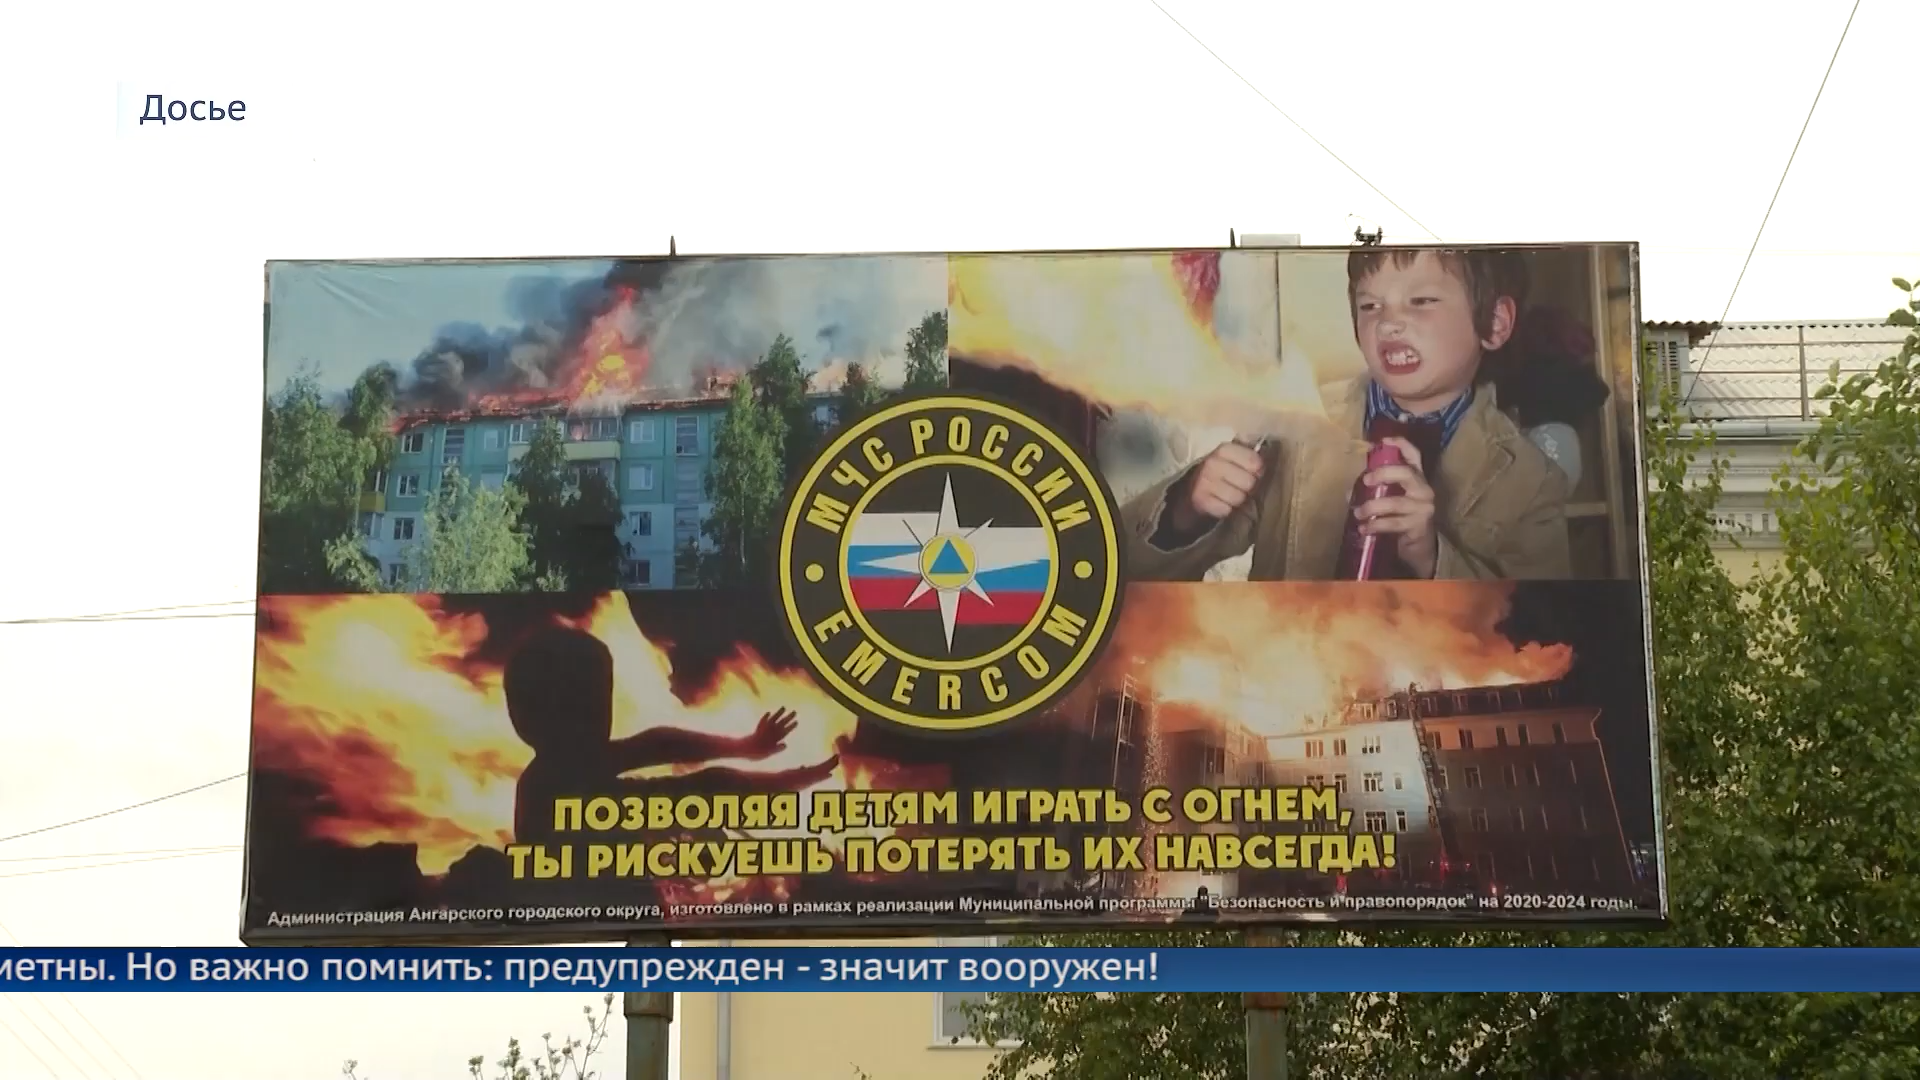 Досье
МЧС РОССИИ
EMERCOM
ПОЗВОЛЯЯ ДЕТЯМ ИГРАТЬ С ОГНЕМ,
ТЫ РИСКУЕШЬ ПОТЕРЯТЬ ИХ НАВСЕГДА!
Администрация Ангарского городского округа, изготовлено в рамках реализации Муниципальной программы "Безопасность и правопорядок" на 2020-2024 годы.
Но важно помнить: предупрежден - значит вооружен!